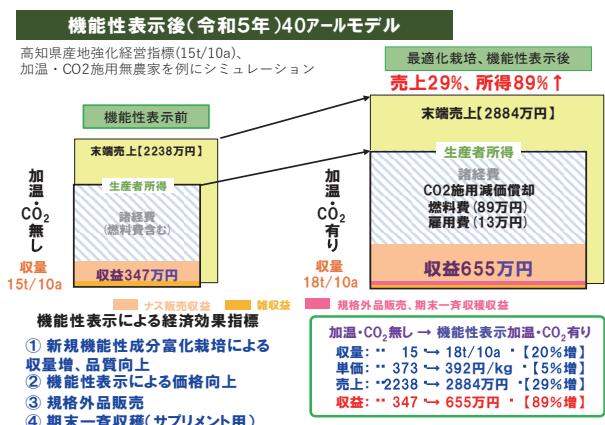 機能性表示後(令和5年)40アールモデル
高知県産地強化経営指標(15t/10a)、
加温・CO2施用無農家を例にシミュレーション
最適化栽培、機能性表示後
売上29%、所得89%↑
機能性表示前
末端売上【2238万円】
生産者所得
諸経費
(燃料費含む)
収益347万円
加温・CO2無し
収量
15t/10a
末端売上【2884万円】
生産者所得
諸経費
CO2施用減価償却
燃料費(89万円)
雇用費(13万円)
収益655万円
加温・CO2有り
収量
18t/10a
ナス販売収益 雑収益 規格外品販売、期末一斉収穫収益
機能性表示による経済効果指標
① 新規機能性成分富化栽培による
収量増、品質向上
② 機能性表示による価格向上
③ 規格外品販売
④ 期末一斉収穫(サプリメント用)
加温・CO2無し → 機能性表示加温・CO2有り
収量: 15 → 18t/10a 【20%増】
単価: 373 → 392円/kg 【5%増】
売上: 2238 → 2884万円 【29%増】
収益: 347 → 655万円 【89%増】